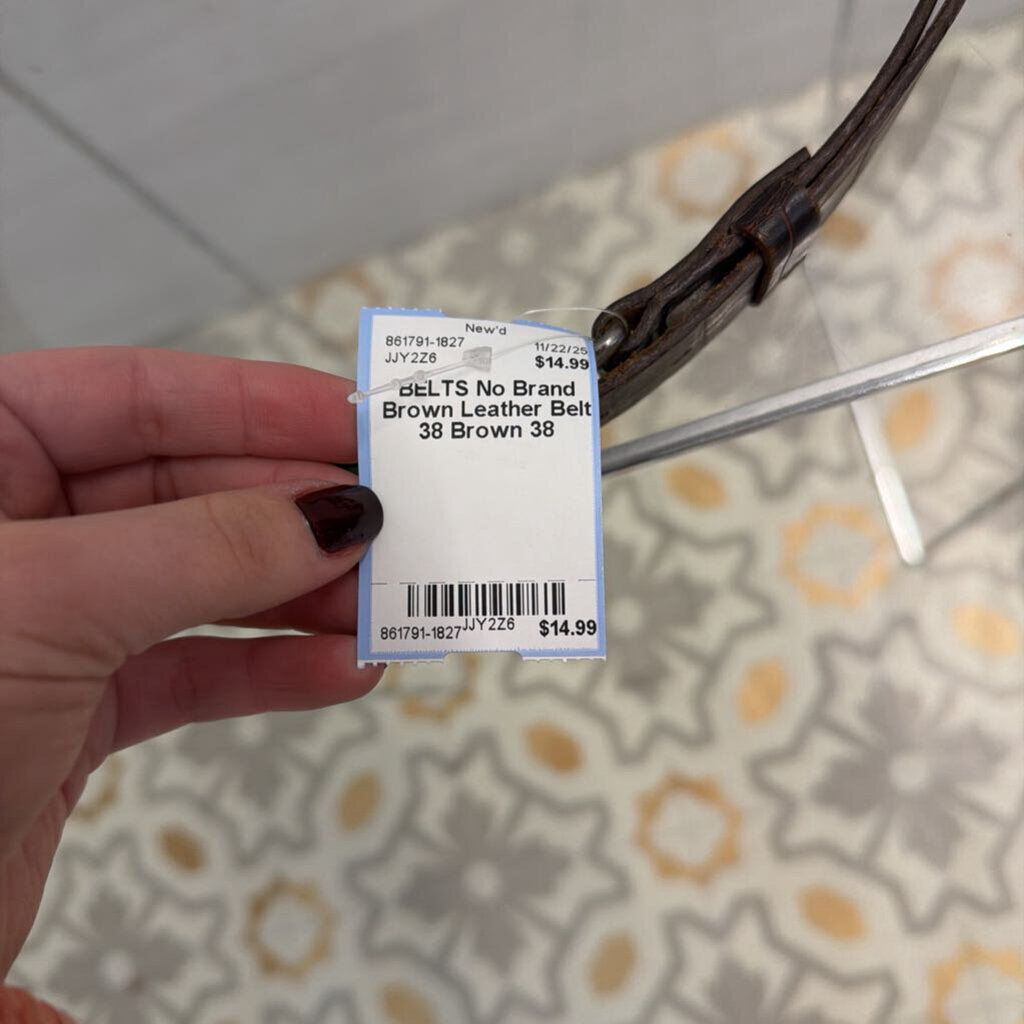 New'd
861791-1827
11/22/25
JJY2Z6
$14.99
BELTS No Brand
Brown Leather Belt
38 Brown 38
861791-1827 JJY2Z6 $14.99